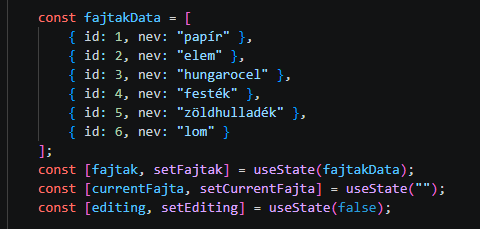 const fajtakData = [
{ id: 1, nev: "papír" },
{ id: 2, nev: "elem" },
{ id: 3, nev: "hungarocel" },
{ id: 4, nev: "festék" },
{ id: 5, nev: "zöldhulladék" },
{ id: 6, nev: "lom" }
];
const [fajtak, setFajtak] = useState(fajtakData);
const [currentFajta, setCurrentFajta] = useState("");
const [editing, setEditing] = useState(false);